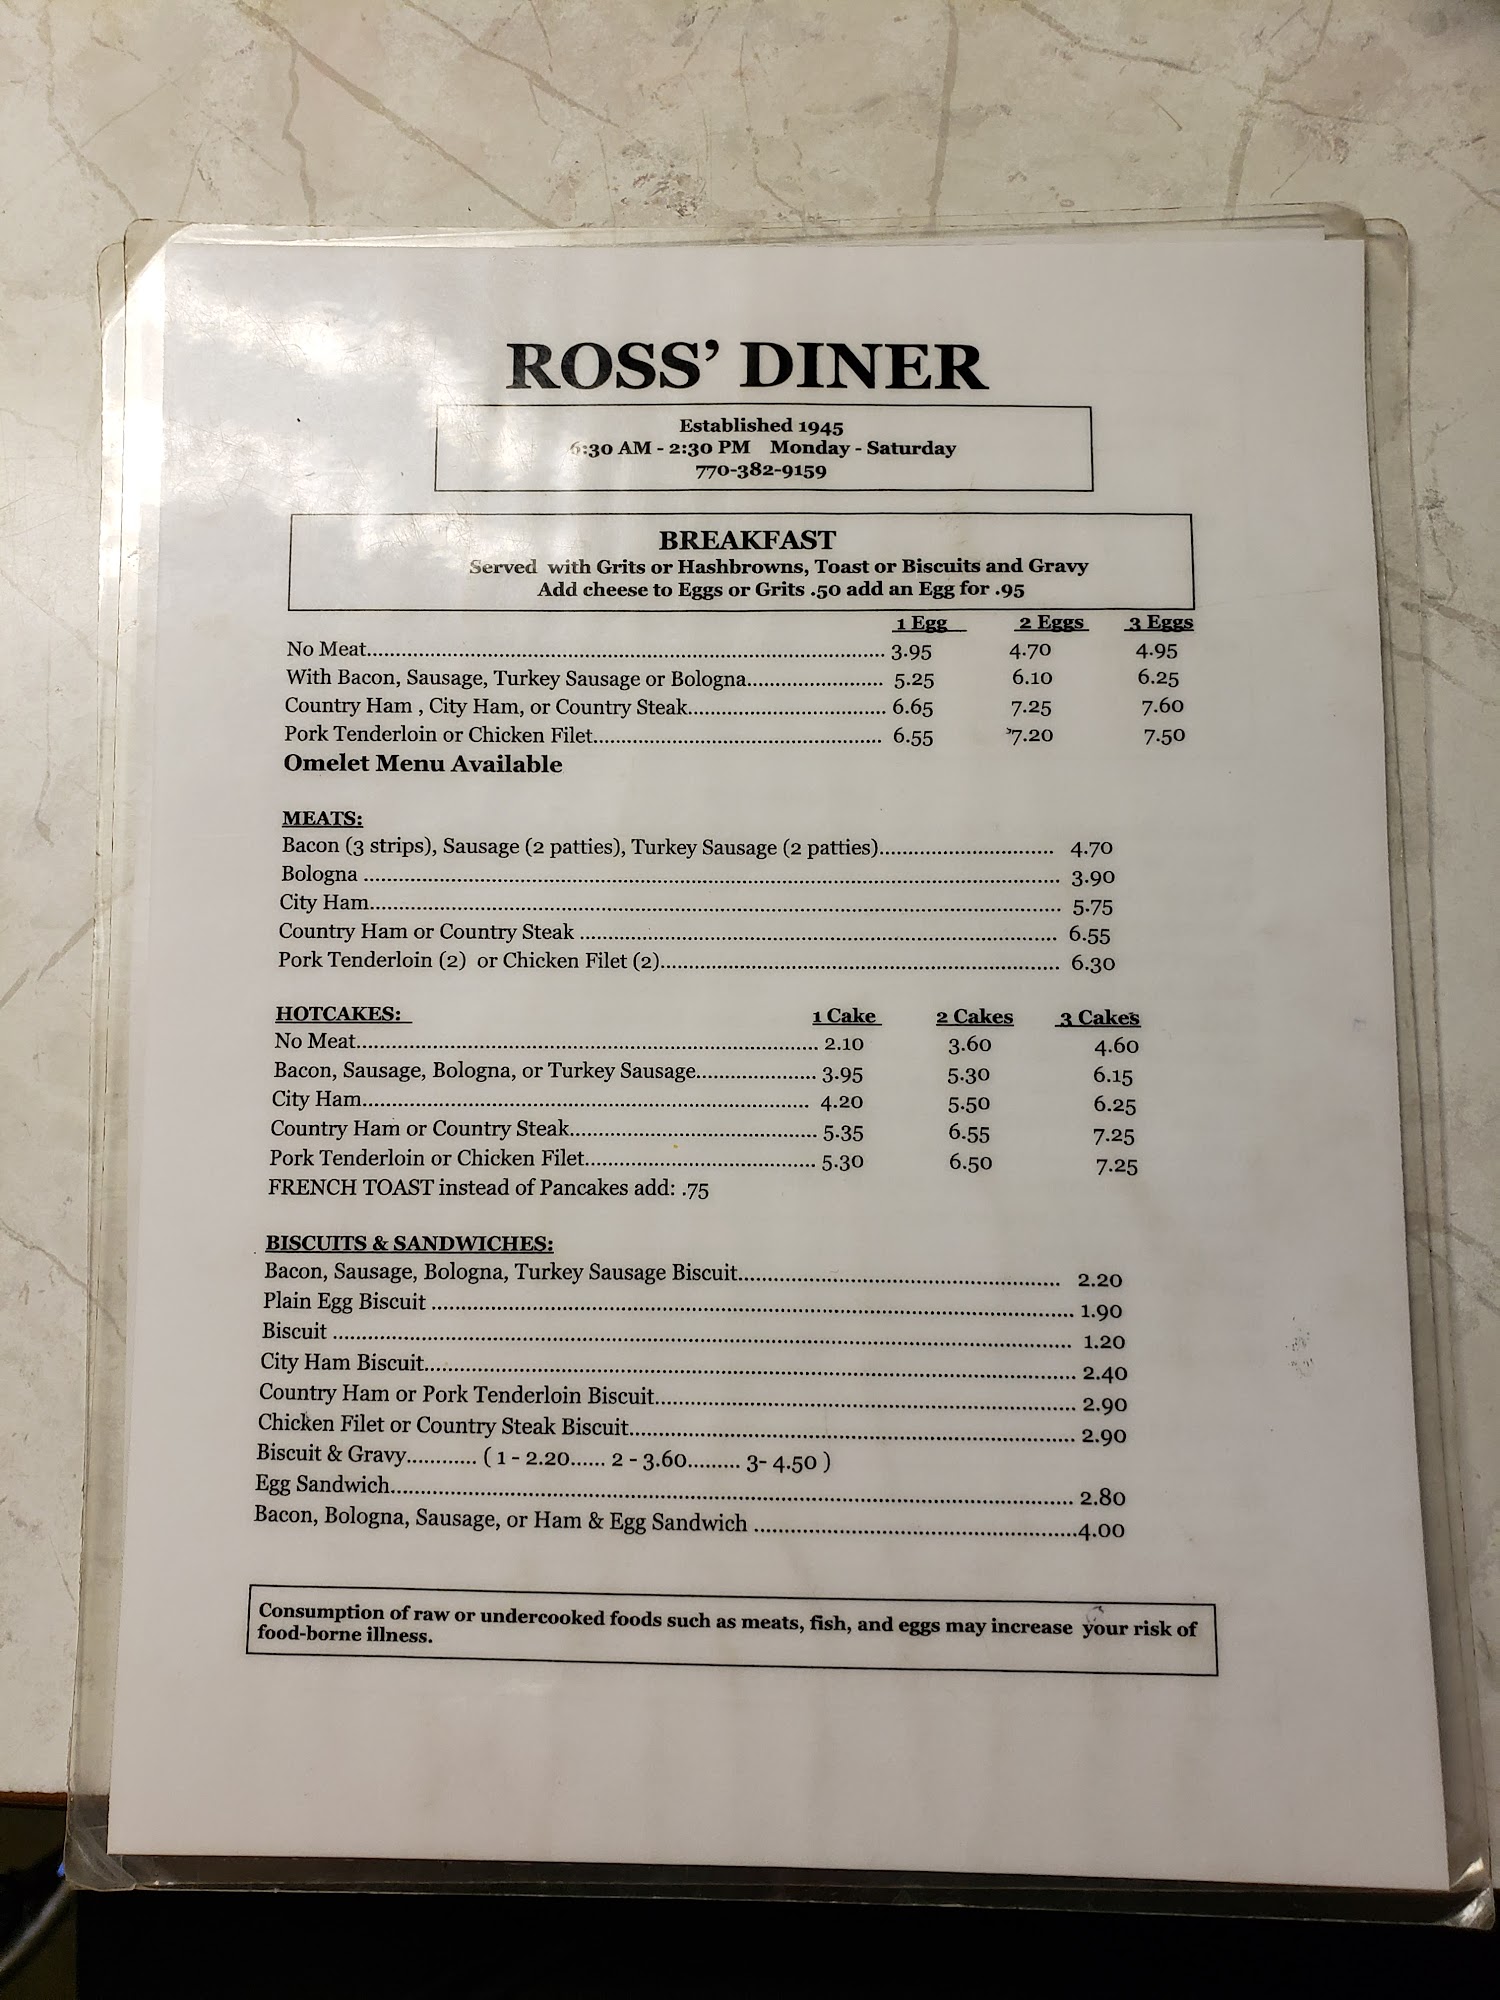 ROSS' DINER
Established 1945
6:30 AM - 2:30 PM Monday - Saturday
770-382-9159
BREAKFAST
Served with Grits or Hashbrowns, Toast or Biscuits and Gravy
Add cheese to Eggs or Grits .50 add an Egg for .95
1 Egg 2 Eggs 3 Eggs
No Meat........ 3.95 4.70 4.95
With Bacon, Sausage, Turkey Sausage or Bologna........ 5.25 6.10 6.25
Country Ham , City Ham, or Country Steak........ 6.65 7.25 7.60
Pork Tenderloin or Chicken Filet........ 6.55 7.20 7.50
Omelet Menu Available
MEATS:
Bacon (3 strips), Sausage (2 patties), Turkey Sausage (2 patties)........ 4.70
Bologna ........ 3.90
City Ham........ 5.75
Country Ham or Country Steak ........ 6.55
Pork Tenderloin (2) or Chicken Filet (2)........ 6.30
HOTCAKES: 1 Cake 2 Cakes 3 Cakes
No Meat........ 2.10 3.60 4.60
Bacon, Sausage, Bologna, or Turkey Sausage........ 3.95 5.30 6.15
City Ham........ 4.20 5.50 6.25
Country Ham or Country Steak........ 5.35 6.55 7.25
Pork Tenderloin or Chicken Filet........ 5.30 6.50 7.25
FRENCH TOAST instead of Pancakes add: .75
BISCUITS & SANDWICHES:
Bacon, Sausage, Bologna, Turkey Sausage Biscuit........ 2.20
Plain Egg Biscuit ........ 1.90
Biscuit ........ 1.20
City Ham Biscuit........ 2.40
Country Ham or Pork Tenderloin Biscuit........ 2.90
Chicken Filet or Country Steak Biscuit........ 2.90
Biscuit & Gravy............ ( 1 - 2.20...... 2 - 3.60......... 3- 4.50 )
Egg Sandwich........ 2.80
Bacon, Bologna, Sausage, or Ham & Egg Sandwich ........4.00
Consumption of raw or undercooked foods such as meats, fish, and eggs may increase your risk of
food-borne illness.